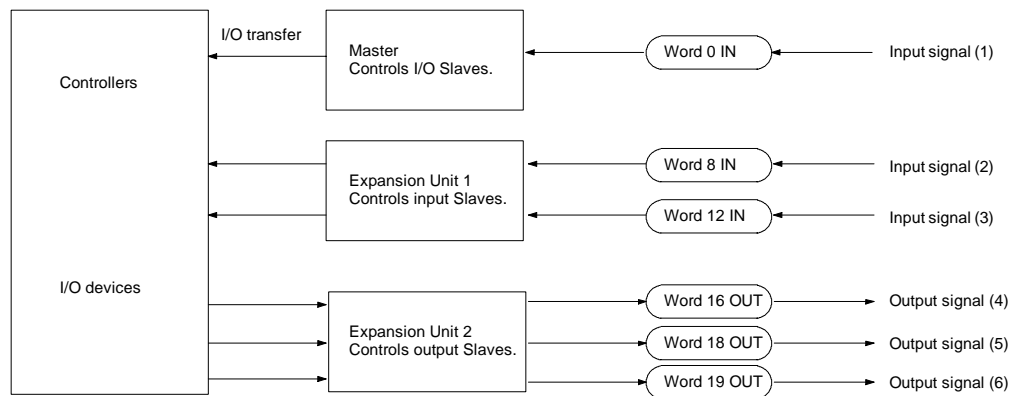 I/O transfer
Master
Controls I/O Slaves.
Word 0 IN
Input signal (1)
Controllers
Expansion Unit 1
Controls input Slaves.
Word 8 IN
Input signal (2)
Word 12 IN
Input signal (3)
I/O devices
Expansion Unit 2
Controls output Slaves.
Word 16 OUT
Output signal (4)
Word 18 OUT
Output signal (5)
Word 19 OUT
Output signal (6)